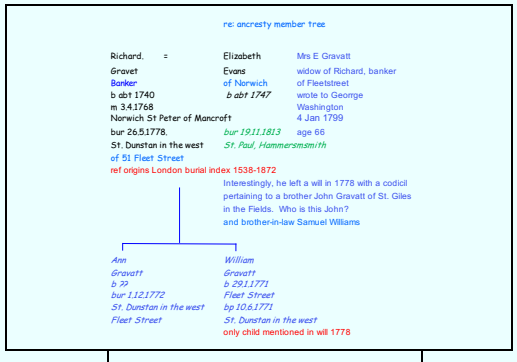 re: ancresty member tree
Richard. = Elizabeth Mrs E Gravatt
Gravet Evans widow of Richard, banker
Banker of Norwich of Fleetstreet
b abt 1740 b abt 1747 wrote to Georrge
m 3.4.1768 Washington
Norwich St Peter of Mancroft 4 Jan 1799
bur 26.5.1778. bur 19.11.1813 age 66
St. Dunstan in the west St. Paul, Hammersmsmith
of 51 Fleet Street
ref origins London burial index 1538-1872
Interestingly, he left a will in 1778 with a codicil
pertaining to a brother John Gravatt of St. Giles
in the Fields. Who is this John?
and brother-in-law Samuel Williams
Ann William
Gravatt Gravatt
b ?? b 29.1.1771
bur 1.12.1772 Fleet Street
St. Dunstan in the west bp 10.6.1771
Fleet Street St. Dunstan in the west
only child mentioned in will 1778